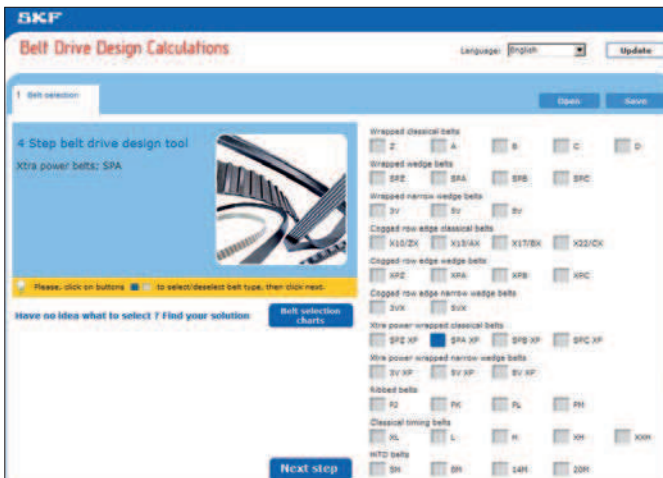 SKF
Belt Drive Design Calculations
Language: English
Update
1 Belt selection
Open
Save
4 Step belt drive design tool
Xtra power belts: SPA
Please, click on buttons to select/deselect belt type, then click next.
Have no idea what to select ? Find your solution
Belt selection charts
Next step
Wrapped classical belts
Z A B C D
Wrapped wedge belts
SPZ SPA SPB SPC
Wrapped narrow wedge belts
3V 5V 8V
Cogged row edge classical belts
X10/ZX X13/AX X17/BX X22/CX
Cogged row edge wedge belts
XPZ XPA XPB XPC
Cogged row edge narrow wedge belts
3VX 5VX
Xtra power wrapped classical belts
SPZ XP SPA XP SPB XP SPC XP
Xtra power wrapped narrow wedge belts
3V XP 5V XP 8V XP
Ribbed belts
PJ PK PL PM
Classical timing belts
XL L H XH XXH
HiTD belts
5M 8M 14M 20M